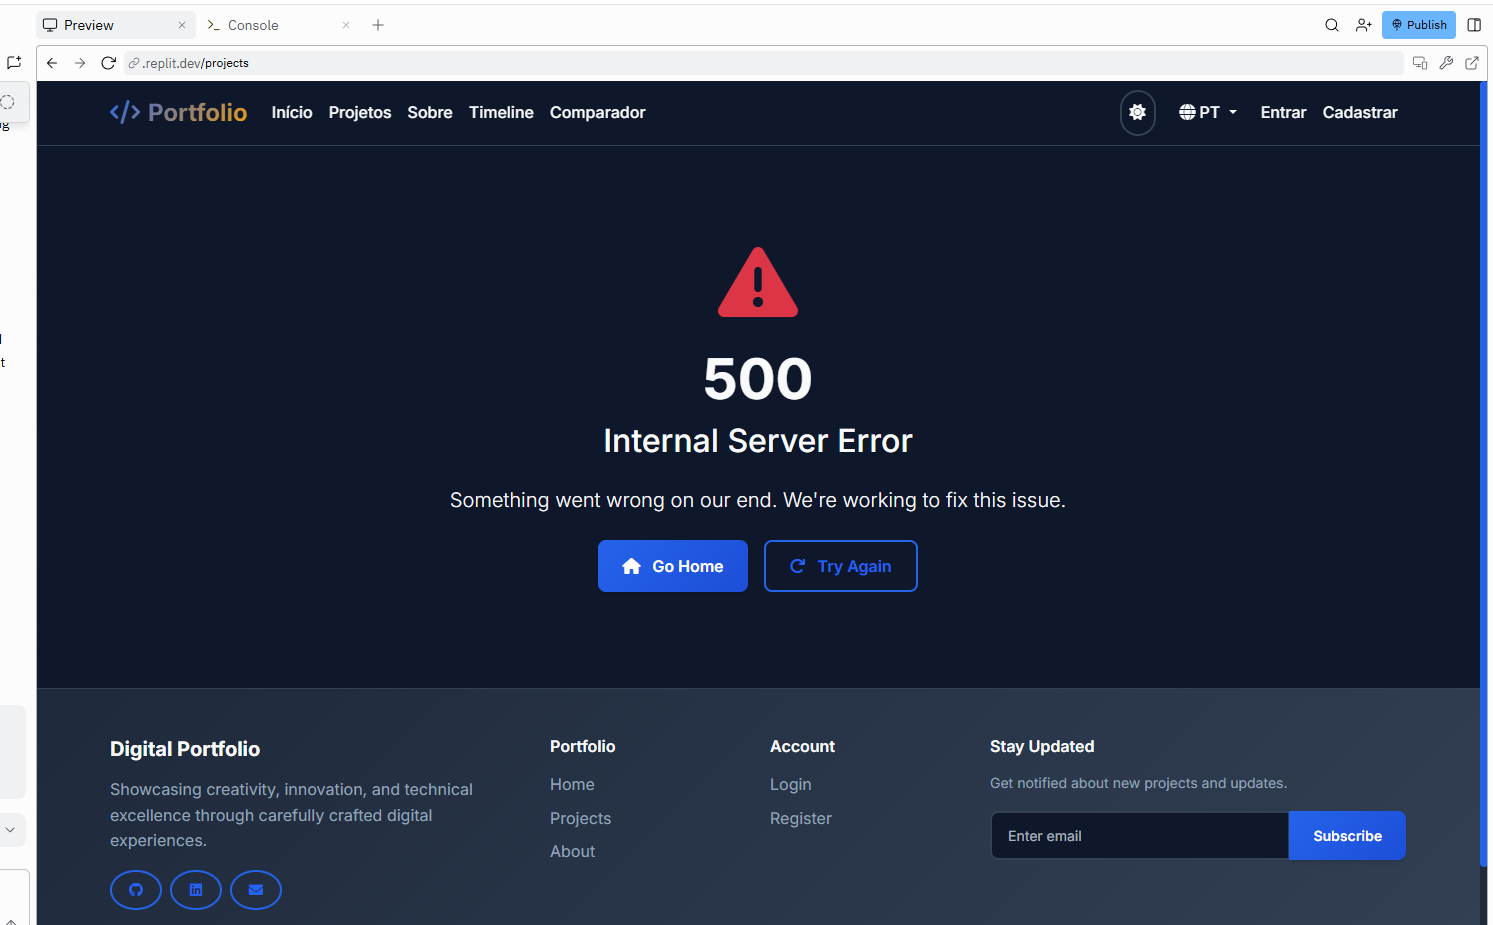 Preview
Console
Publish
.replit.dev/projects
</> Portfolio
Início
Projetos
Sobre
Timeline
Comparador
PT
Entrar
Cadastrar
500
Internal Server Error
Something went wrong on our end. We're working to fix this issue.
Go Home
Try Again
Digital Portfolio
Showcasing creativity, innovation, and technical
excellence through carefully crafted digital
experiences.
Portfolio
Home
Projects
About
Account
Login
Register
Stay Updated
Get notified about new projects and updates.
Enter email
Subscribe